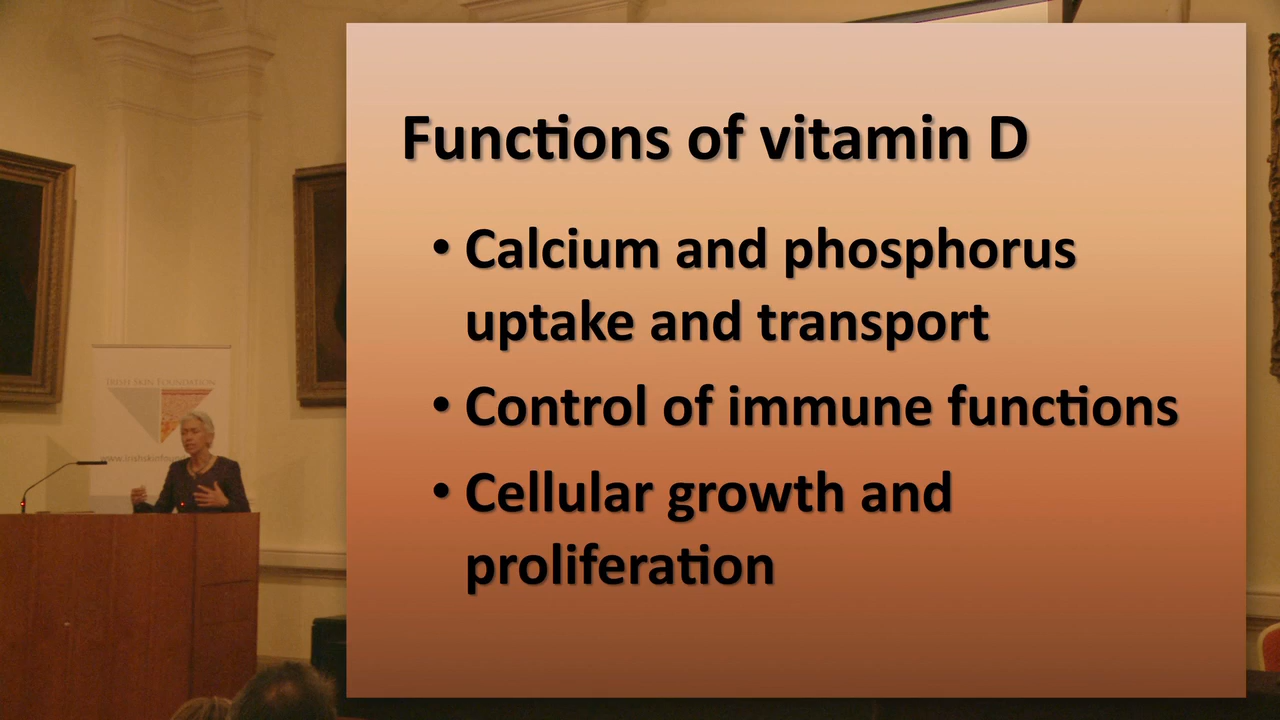 Functions of vitamin D
• Calcium and phosphorus
uptake and transport
• Control of immune functions
• Cellular growth and
proliferation
IRISH SKIN FOUNDATION